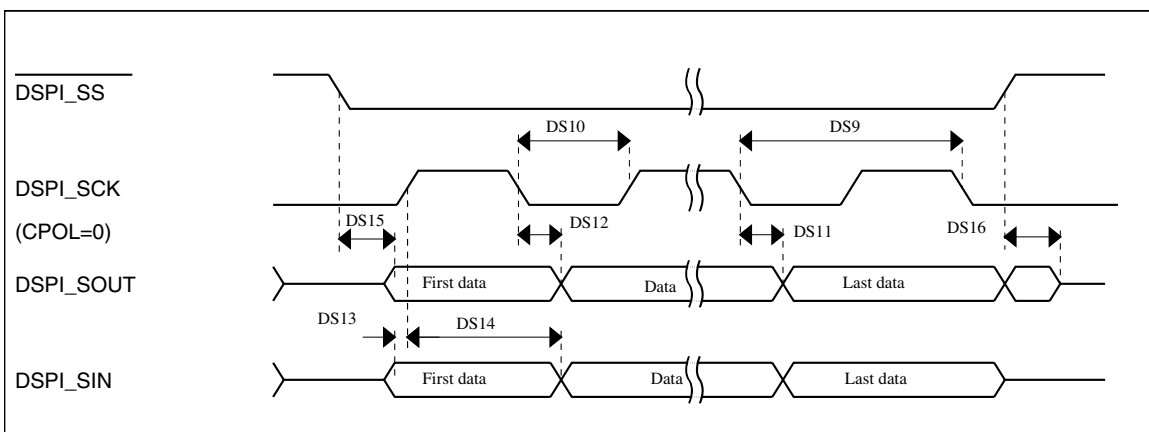 DSPI_SS
DS10
DS9
DSPI_SCK
(CPOL=0)
DS15
DS12
DS11
DS16
DSPI_SOUT
First data
Data
Last data
DS13
DS14
DSPI_SIN
First data
Data
Last data